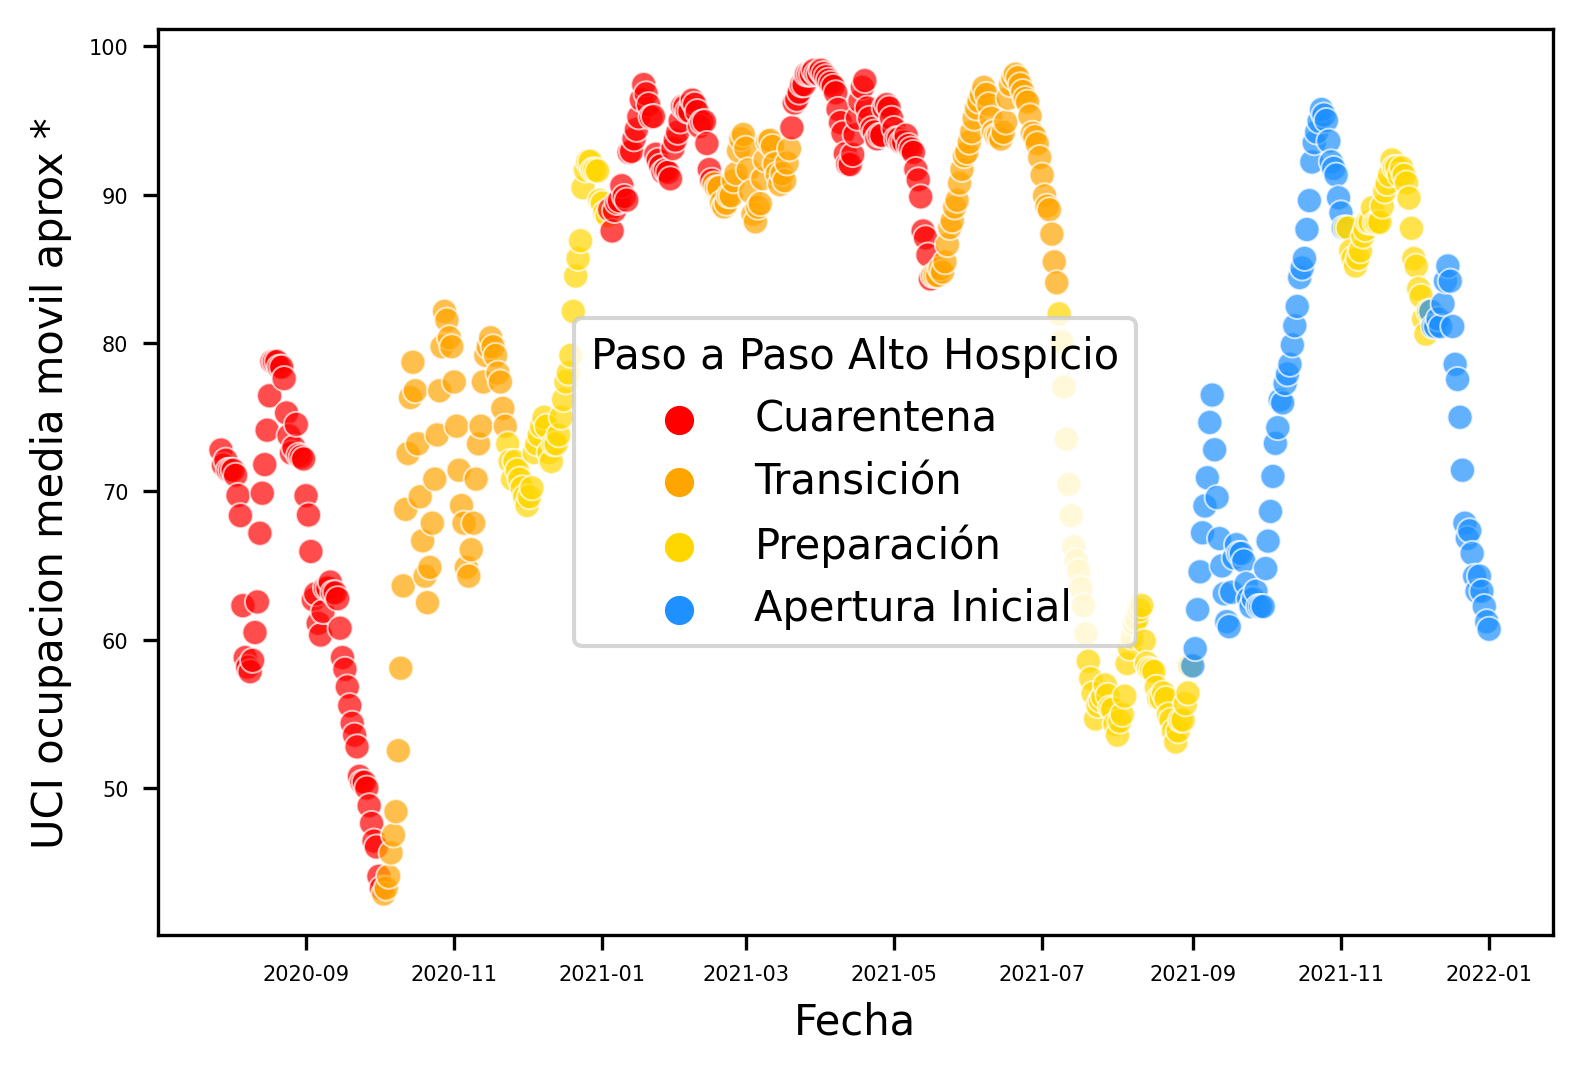 UCI ocupacion media movil aprox *
100
90
80
70
60
50
Paso a Paso Alto Hospicio
Cuarentena
Transición
Preparación
Apertura Inicial
2020-09
2020-11
2021-01
2021-03
2021-05
2021-07
2021-09
2021-11
2022-01
Fecha